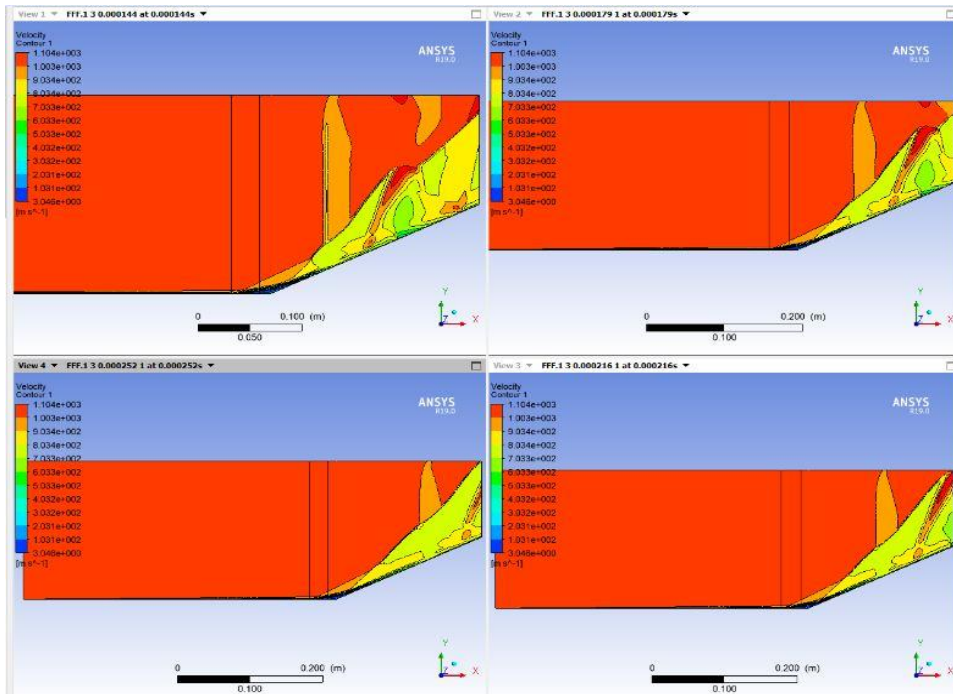 View 1 ▼ FFF.1 3 0.000144 at 0.000144s ▼
Velocity
Contour 1
1.104e+003
1.003e+003
9.034e+002
8.034e+002
7.033e+002
6.033e+002
5.033e+002
4.032e+002
3.032e+002
2.031e+002
1.031e+002
3.046e+000
[m s^-1]
ANSYS
R19.0
0 0.100 (m)
0.050
Y
Z X
View 2 ▼ FFF.1 3 0.000179 1 at 0.000179s ▼
Velocity
Contour 1
1.104e+003
1.003e+003
9.034e+002
8.034e+002
7.033e+002
6.033e+002
5.033e+002
4.032e+002
3.032e+002
2.031e+002
1.031e+002
3.046e+000
[m s^-1]
ANSYS
R19.0
0 0.200 (m)
0.100
Y
Z X
View 4 ▼ FFF.1 3 0.000252 1 at 0.000252s ▼
Velocity
Contour 1
1.104e+003
1.003e+003
9.034e+002
8.034e+002
7.033e+002
6.033e+002
5.033e+002
4.032e+002
3.032e+002
2.031e+002
1.031e+002
3.046e+000
[m s^-1]
ANSYS
R19.0
0 0.200 (m)
0.100
Y
Z X
View 3 ▼ FFF.1 3 0.000216 1 at 0.000216s ▼
Velocity
Contour 1
1.104e+003
1.003e+003
9.034e+002
8.034e+002
7.033e+002
6.033e+002
5.033e+002
4.032e+002
3.032e+002
2.031e+002
1.031e+002
3.046e+000
[m s^-1]
ANSYS
R19.0
0 0.200 (m)
0.100
Y
Z X